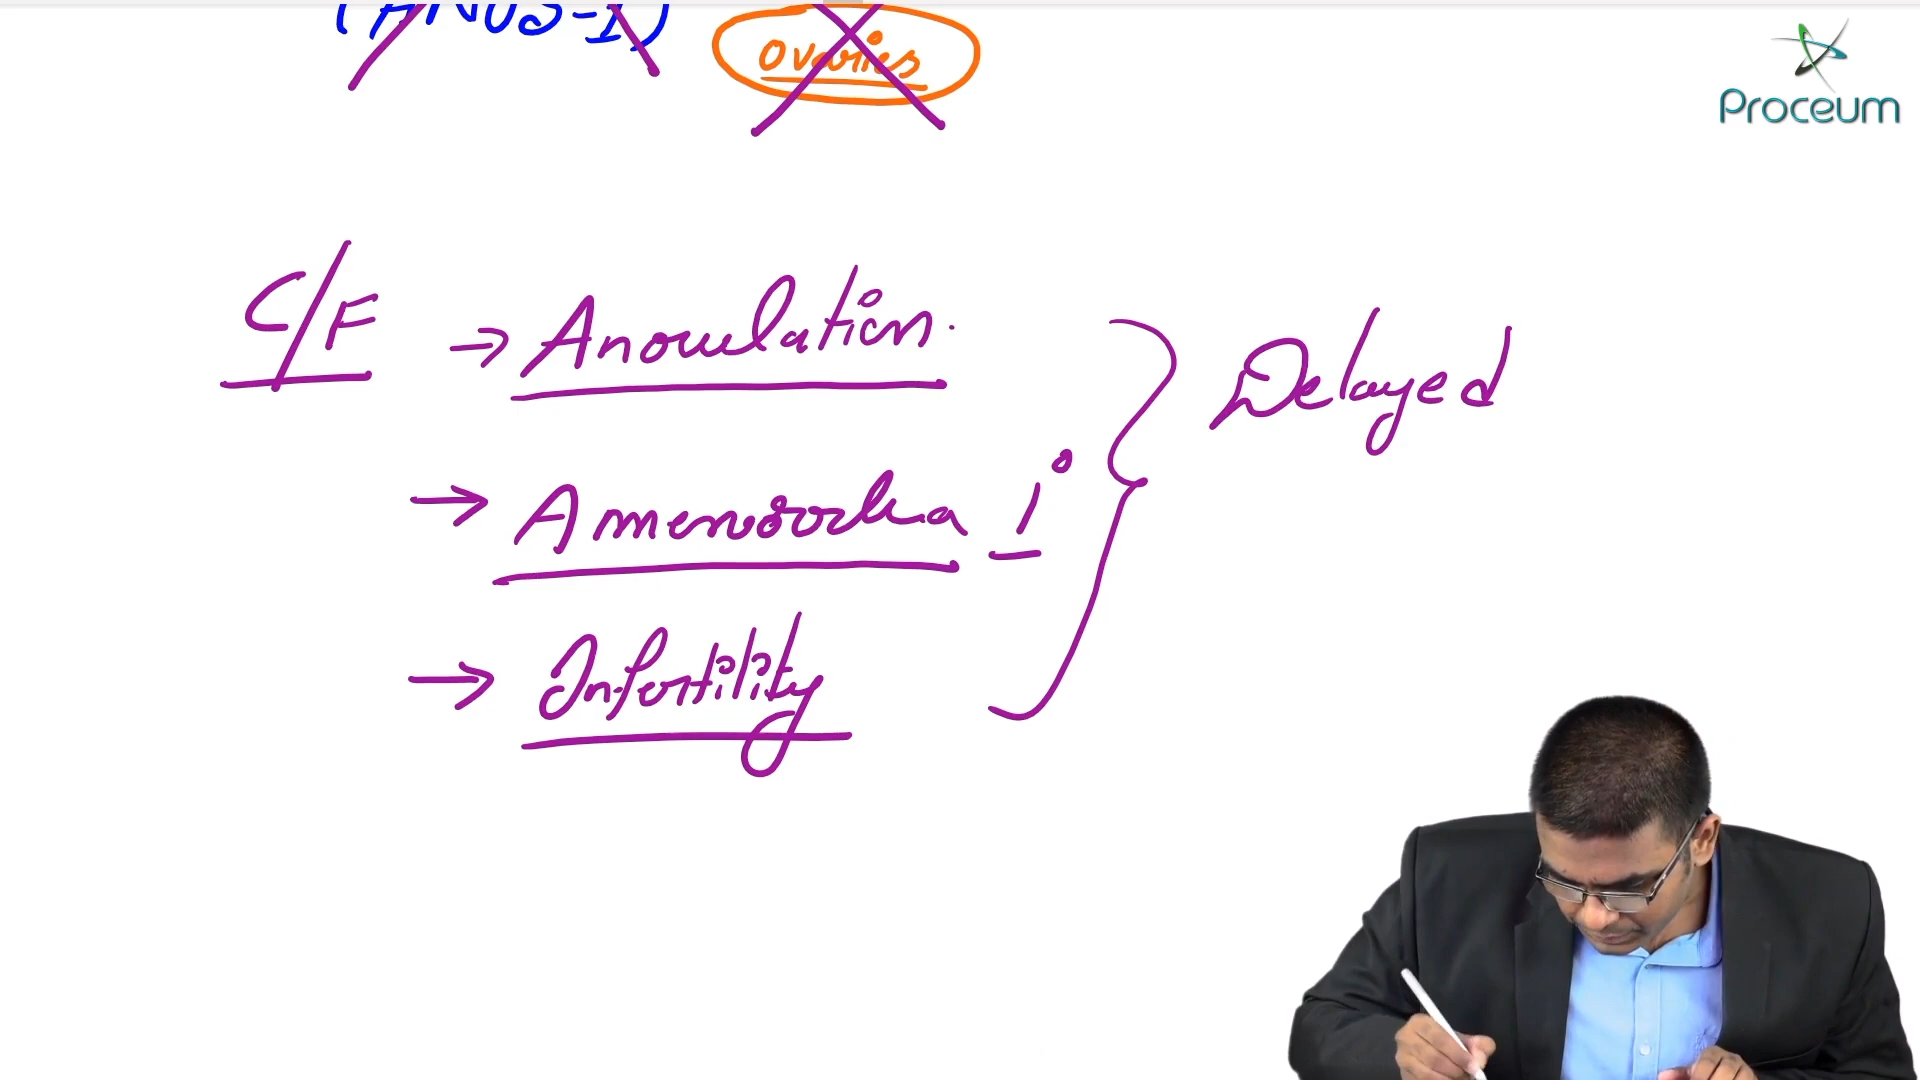 ovaries
Proceum
C/F → Anovulation. Delayed
→ Amenorrhea 1°
→ Infertility